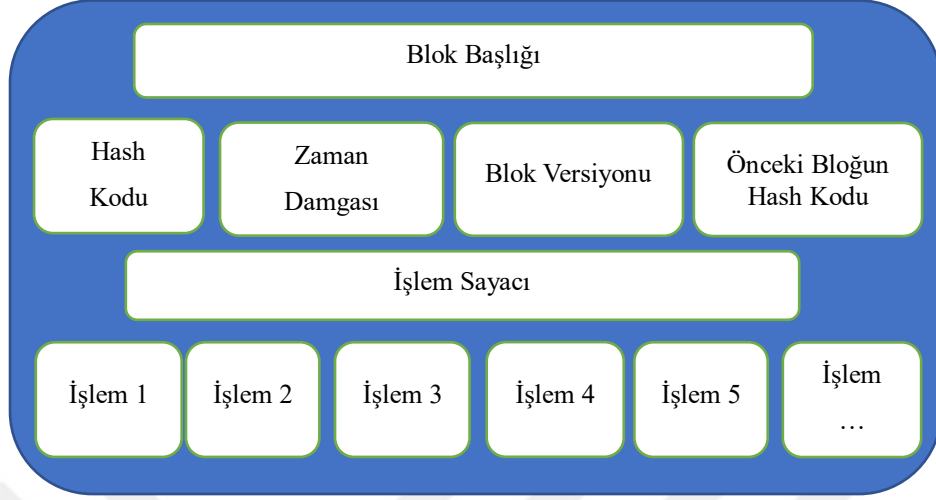 Blok Başlığı
Hash
Kodu
Zaman
Damgası
Blok Versiyonu
Önceki Bloğun
Hash Kodu
İşlem Sayacı
İşlem 1
İşlem 2
İşlem 3
İşlem 4
İşlem 5
İşlem
…